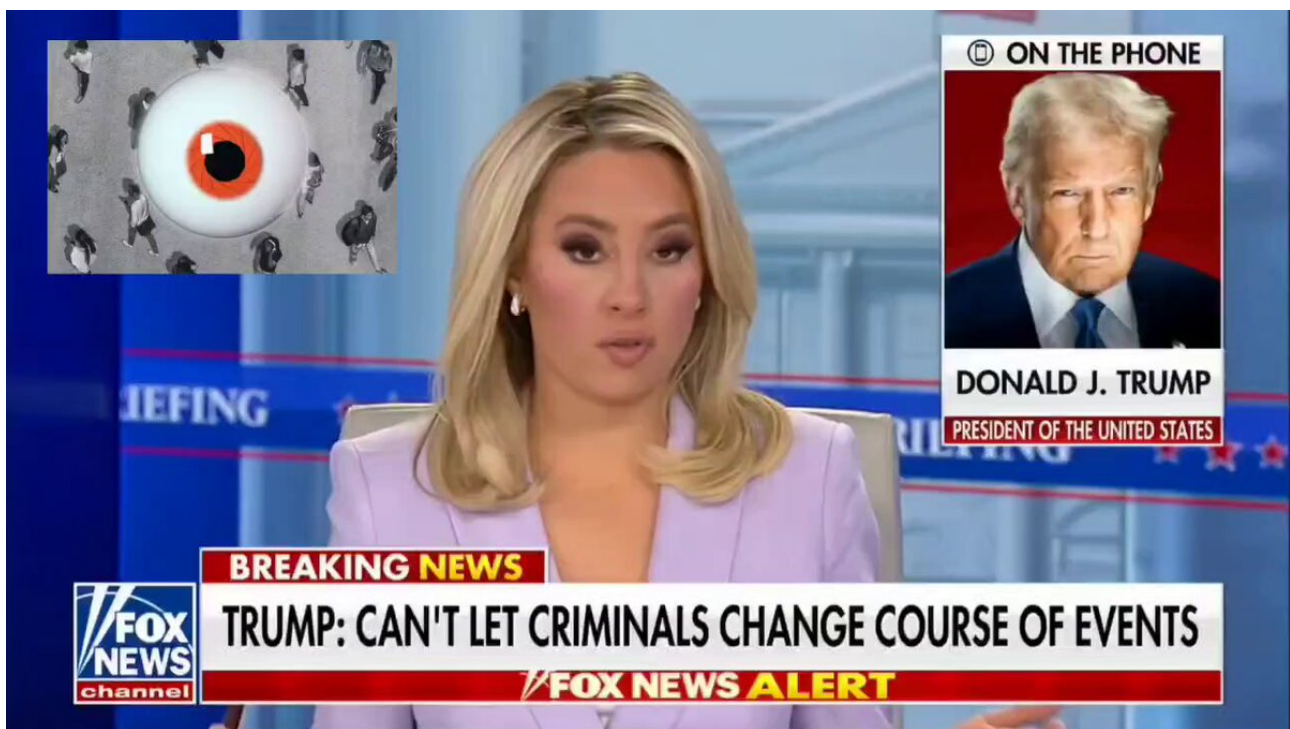 ON THE PHONE
DONALD J. TRUMP
PRESIDENT OF THE UNITED STATES
IEFING
BREAKING NEWS
TRUMP: CAN'T LET CRIMINALS CHANGE COURSE OF EVENTS
FOX
NEWS
channel
FOX NEWS ALERT